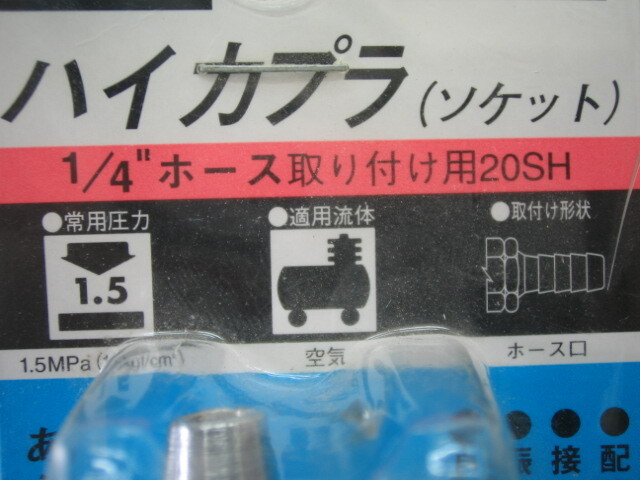 ハイカプラ(ソケット)
1/4"ホース取り付け用20SH
●常用圧力
●適用流体
●取付け形状
1.5
1.5MPa
空気
ホース口
あ
●●●
接 配